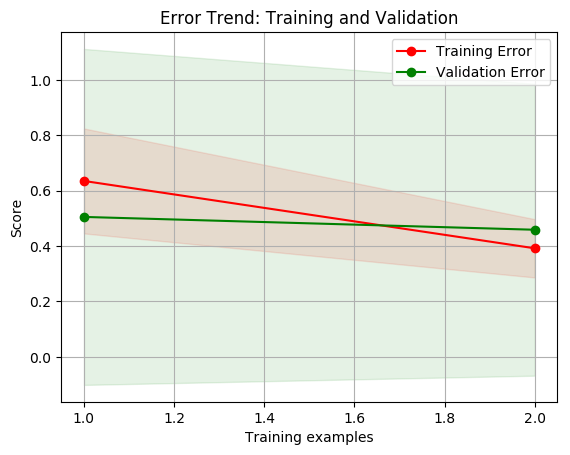 Error Trend: Training and Validation
Training Error
Validation Error
Score
1.0
0.8
0.6
0.4
0.2
0.0
1.0 1.2 1.4 1.6 1.8 2.0
Training examples